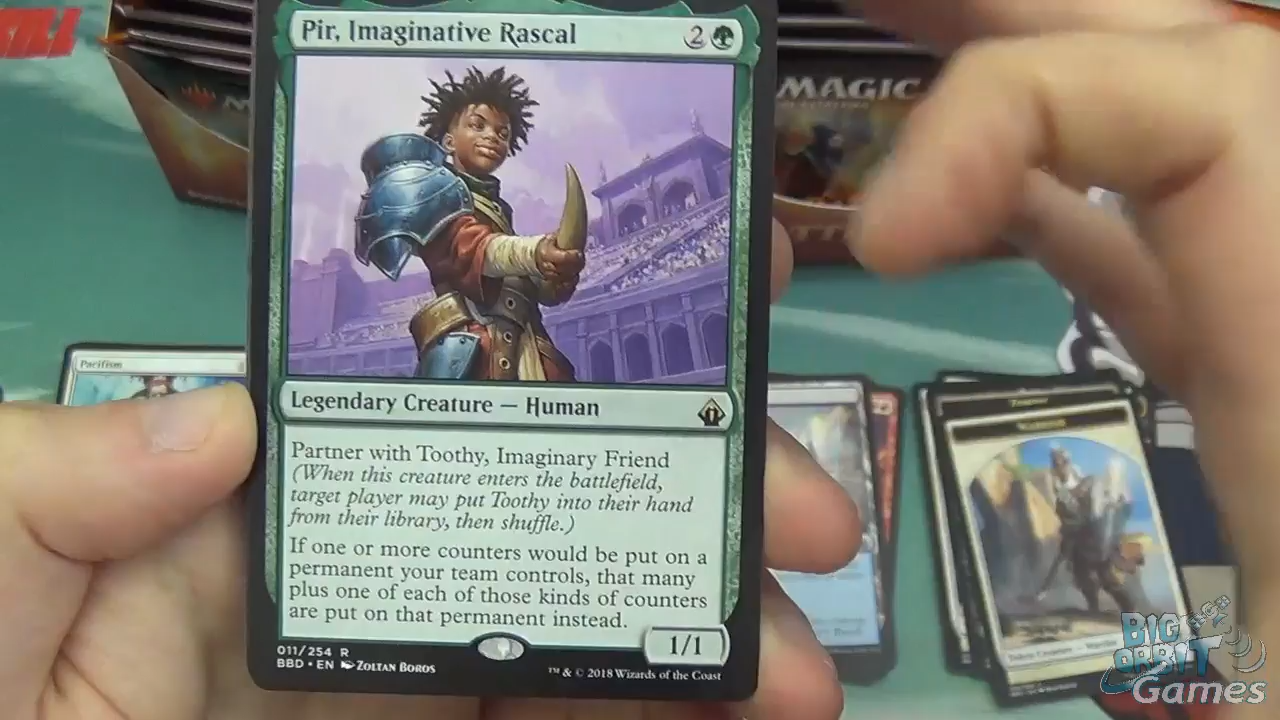 Pir, Imaginative Rascal 2
MAGIC
Pacifism
Legendary Creature — Human
Partner with Toothy, Imaginary Friend
(When this creature enters the battlefield,
target player may put Toothy into their hand
from their library, then shuffle.)
If one or more counters would be put on a
permanent your team controls, that many
plus one of each of those kinds of counters
are put on that permanent instead.
1/1
011/254 R
BBD • EN Zoltan Boros
™ & © 2018 Wizards of the Coast
BIG
ORBIT
Games